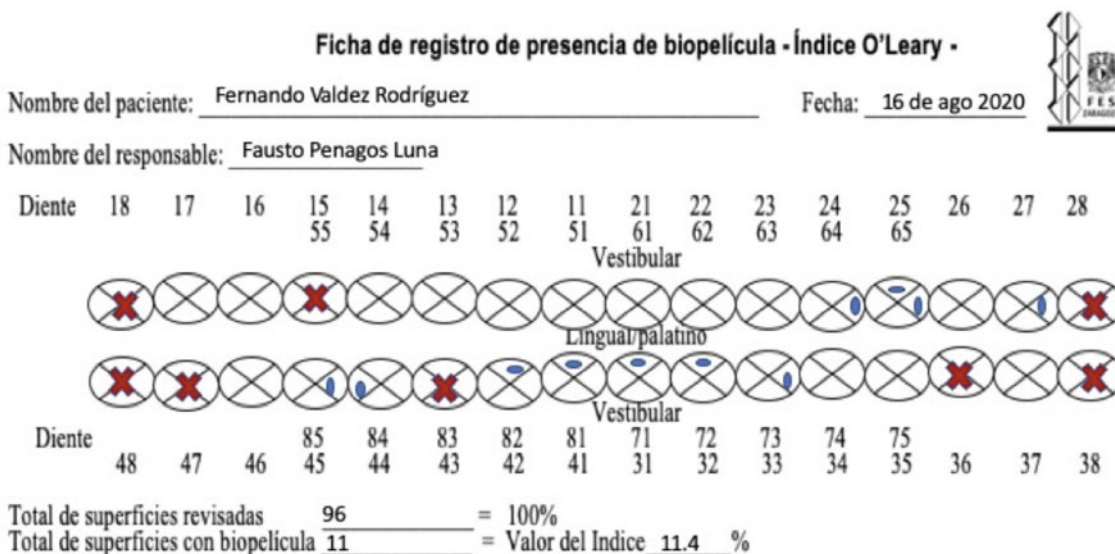 Ficha de registro de presencia de biopelícula - Índice O'Leary -
Nombre del paciente: Fernando Valdez Rodríguez Fecha: 16 de ago 2020
FES
ZARAGOZA
Nombre del responsable: Fausto Penagos Luna
Diente 18 17 16 15 14 13 12 11 21 22 23 24 25 26 27 28
55 54 53 52 51 61 62 63 64 65
Vestibular
Lingual/palatino
Vestibular
Diente 85 84 83 82 81 71 72 73 74 75
48 47 46 45 44 43 42 41 31 32 33 34 35 36 37 38
Total de superficies revisadas 96 = 100%
Total de superficies con biopelícula 11 = Valor del Indice 11.4 %